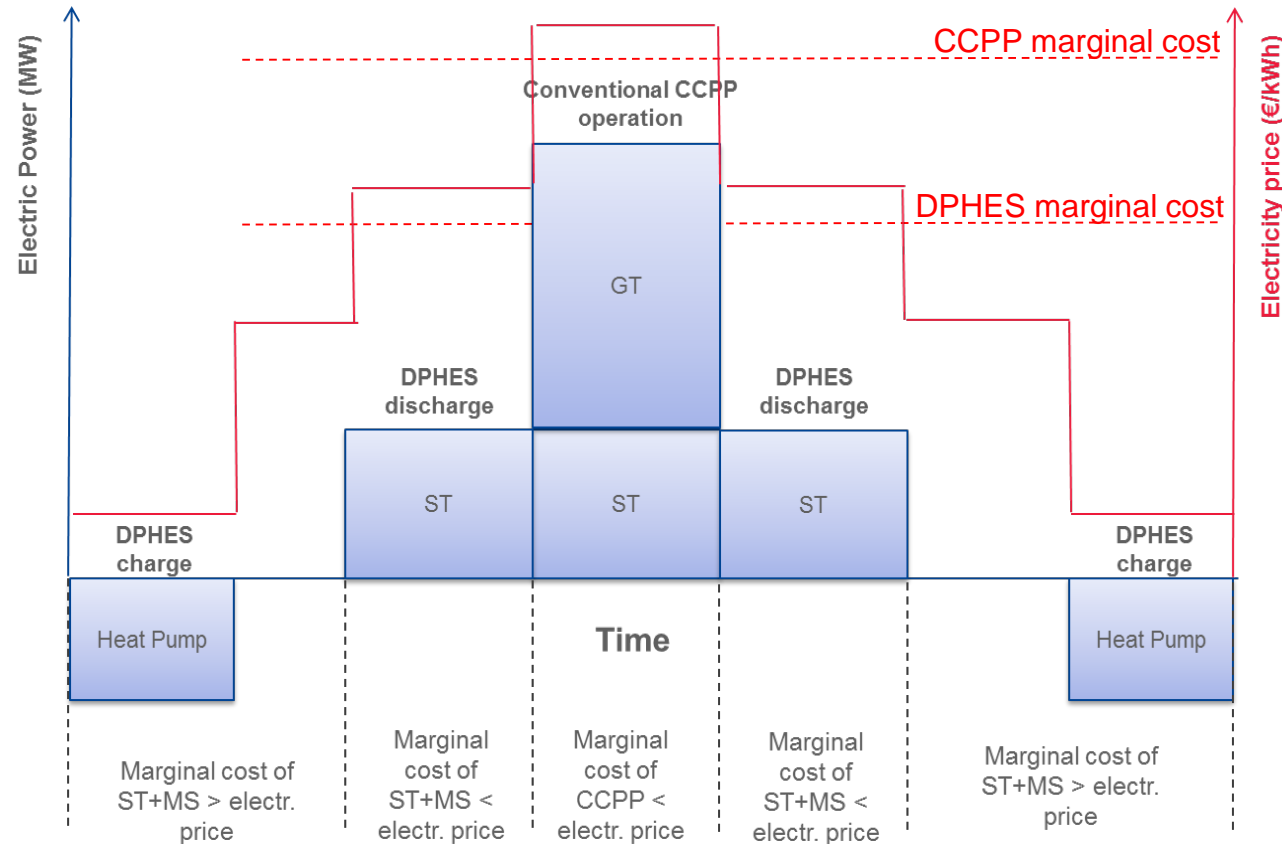 Electric Power (MW)
Electricity price (€/kWh)
CCPP marginal cost
Conventional CCPP
operation
DPHES marginal cost
GT
DPHES
discharge
DPHES
discharge
ST
ST
ST
DPHES
charge
DPHES
charge
Heat Pump
Time
Heat Pump
Marginal cost of
ST+MS > electr.
price
Marginal
cost of
ST+MS <
electr. price
Marginal
cost of
CCPP <
electr. price
Marginal
cost of
ST+MS <
electr. price
Marginal cost of
ST+MS > electr.
price